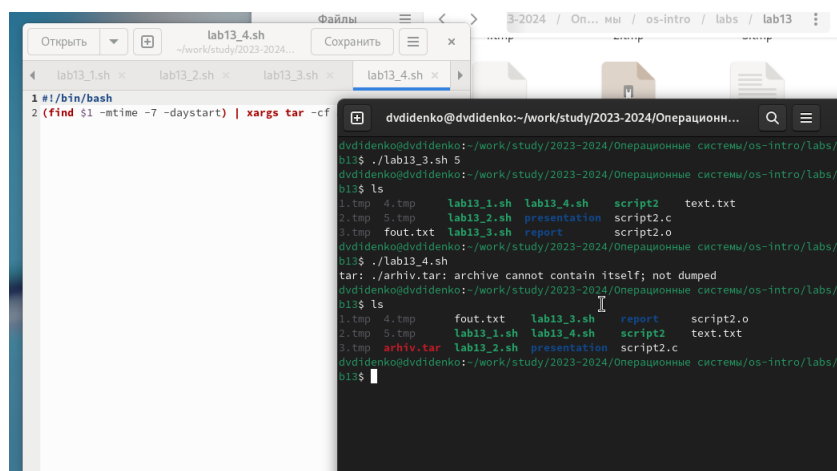 Файлы
3-2024 / Оп... мы / os-intro / labs / lab13
Открыть
lab13_4.sh
~/work/study/2023-2024...
Сохранить
lab13_1.sh × lab13_2.sh × lab13_3.sh × lab13_4.sh ×
1 #!/bin/bash
2 (find $1 -mtime -7 -daystart) | xargs tar -cf
dvdidenko@dvdidenko:~/work/study/2023-2024/Операционн...
dvdidenko@dvdidenko:~/work/study/2023-2024/Операционные системы/os-intro/labs/
b13$ ./lab13_3.sh 5
dvdidenko@dvdidenko:~/work/study/2023-2024/Операционные системы/os-intro/labs/
b13$ ls
1.tmp 4.tmp lab13_1.sh lab13_4.sh script2 text.txt
2.tmp 5.tmp lab13_2.sh presentation script2.c
3.tmp fout.txt lab13_3.sh report script2.o
dvdidenko@dvdidenko:~/work/study/2023-2024/Операционные системы/os-intro/labs/
b13$ ./lab13_4.sh
tar: ./arhiv.tar: archive cannot contain itself; not dumped
dvdidenko@dvdidenko:~/work/study/2023-2024/Операционные системы/os-intro/labs/
b13$ ls
1.tmp 4.tmp fout.txt lab13_3.sh report script2.o
2.tmp 5.tmp lab13_1.sh lab13_4.sh script2 text.txt
3.tmp arhiv.tar lab13_2.sh presentation script2.c
dvdidenko@dvdidenko:~/work/study/2023-2024/Операционные системы/os-intro/labs/
b13$